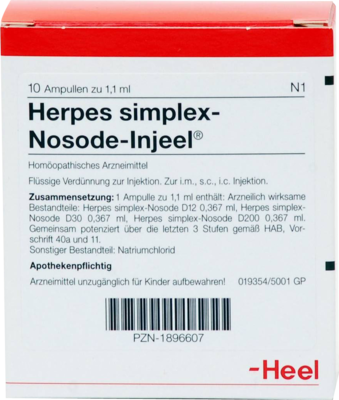 10 Ampullen zu 1,1 ml N1
Herpes simplex-
Nosode-Injeel®
Homöopathisches Arzneimittel
Flüssige Verdünnung zur Injektion. Zur i.m., s.c., i.c. Injektion.
Zusammensetzung: 1 Ampulle zu 1,1 ml enthält: Arzneilich wirksame
Bestandteile: Herpes simplex-Nosode D12 0,367 ml, Herpes simplex-
Nosode D30 0,367 ml, Herpes simplex-Nosode D200 0,367 ml.
Gemeinsam potenziert über die letzten 3 Stufen gemäß HAB, Vor-
schrift 40a und 11.
Sonstiger Bestandteil: Natriumchlorid
Apothekenpflichtig
Arzneimittel unzugänglich für Kinder aufbewahren! 019354/5001 GP
PZN-1896607
-Heel